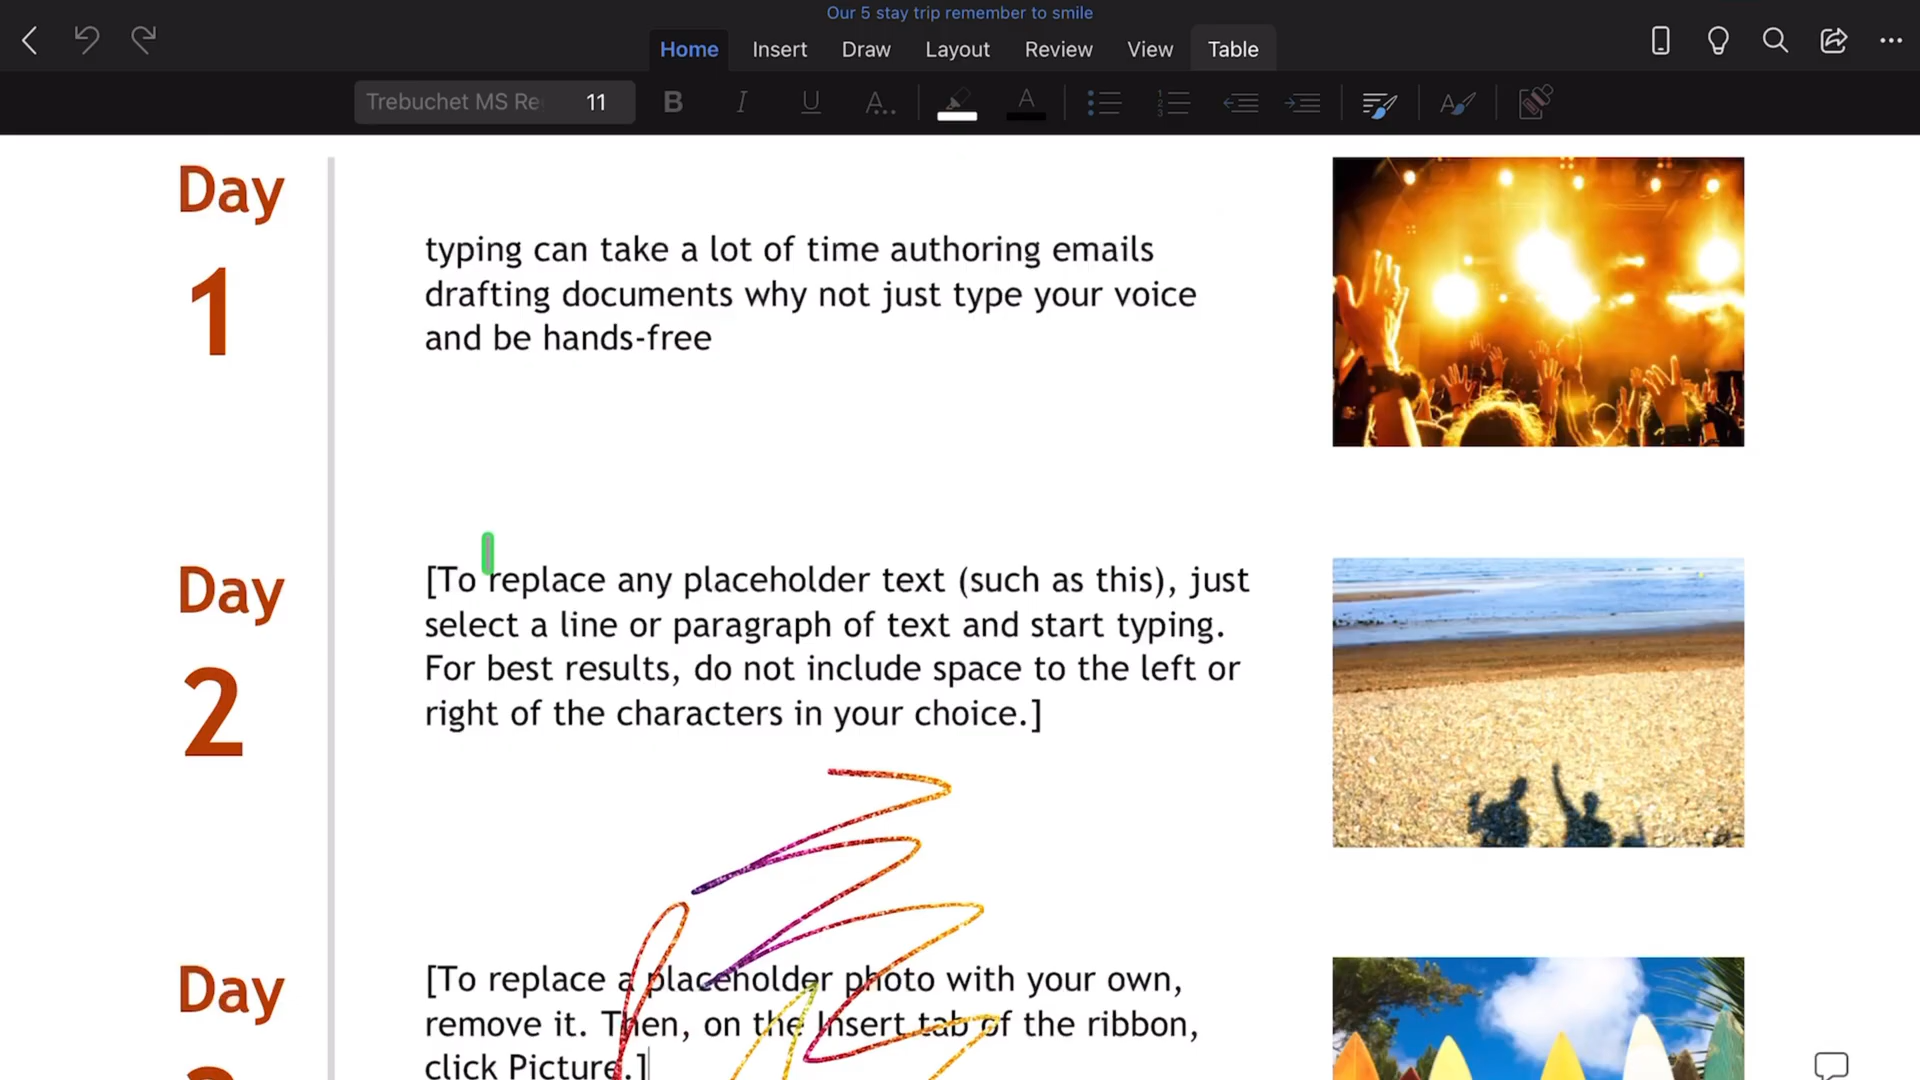 Our 5 stay trip remember to smile
Home Insert Draw Layout Review View Table
Trebuchet MS Re 11 B I U A..  A
Day
1
typing can take a lot of time authoring emails
drafting documents why not just type your voice
and be hands-free
Day
2
[To replace any placeholder text (such as this), just
select a line or paragraph of text and start typing.
For best results, do not include space to the left or
right of the characters in your choice.]
Day
[To replace a placeholder photo with your own,
remove it. Then, on the Insert tab of the ribbon,
click Picture.]